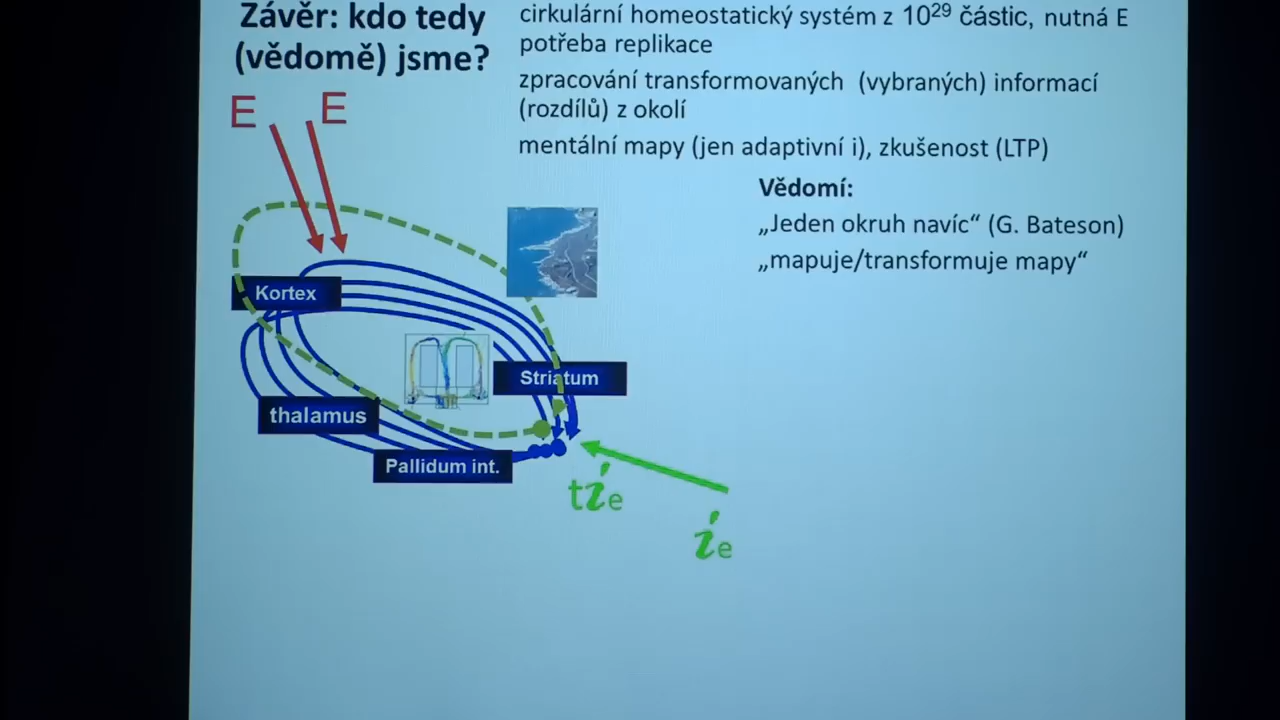 Závěr: kdo tedy
(vědomě) jsme?
cirkulární homeostatický systém z 10²⁹ částic, nutná E
potřeba replikace
zpracování transformovaných (vybraných) informací
(rozdílů) z okolí
mentální mapy (jen adaptivní i), zkušenost (LTP)
Vědomí:
„Jeden okruh navíc“ (G. Bateson)
„mapuje/transformuje mapy“
E E
Kortex
Striatum
thalamus
Pallidum int.
tie
ie